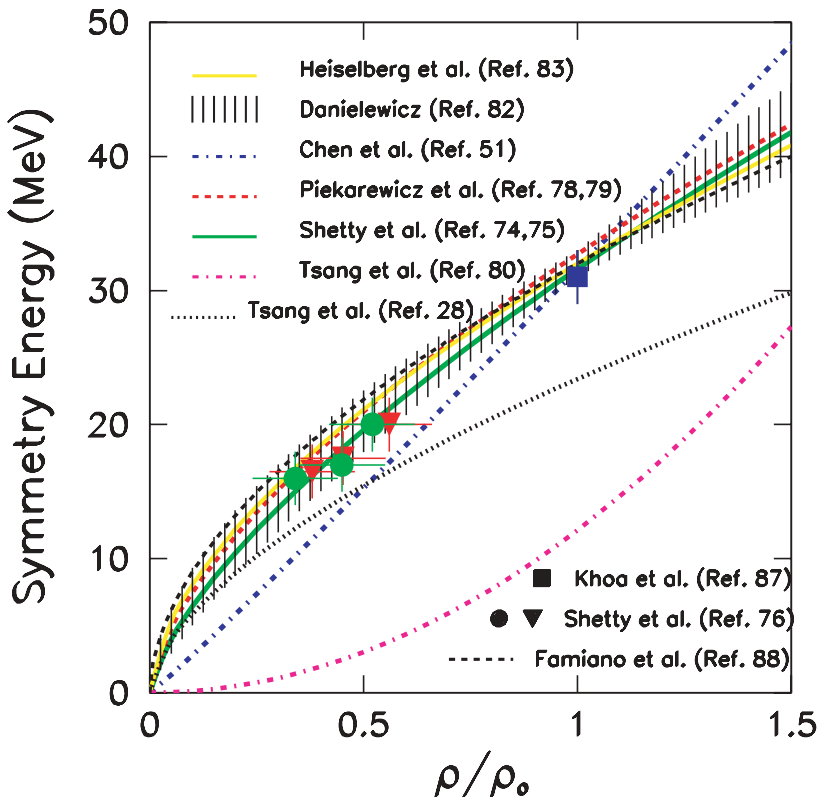 50
40
30
20
10
0
Symmetry Energy (MeV)
Heiselberg et al. (Ref. 83)
Danielewicz (Ref. 82)
Chen et al. (Ref. 51)
Piekarewicz et al. (Ref. 78,79)
Shetty et al. (Ref. 74,75)
Tsang et al. (Ref. 80)
Tsang et al. (Ref. 28)
Khoa et al. (Ref. 87)
Shetty et al. (Ref. 76)
Famiano et al. (Ref. 88)
0 0.5 1 1.5
ρ/ρₒ